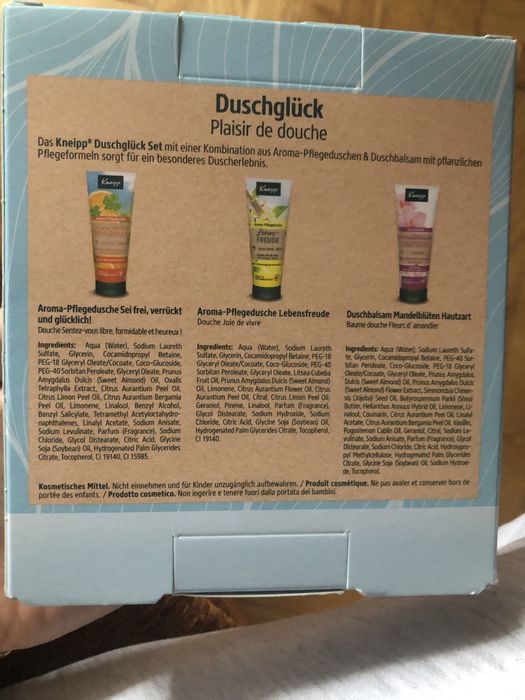 Duschglück
Plaisir de douche
Das Kneipp® Duschglück Set mit einer Kombination aus Aroma-Pflegeduschen & Duschbalsam mit pflanzlichen
Pflegeformeln sorgt für ein besonderes Duscherlebnis.
Kneipp
Kneipp
Kneipp
Aroma-Pflegedusche
Lebens-
FREUDE
Aroma-Pflegedusche Sei frei, verrückt
und glücklich!
Douche Sentez-vous libre, formidable et heureux !
Ingredients: Aqua (Water), Sodium Laureth
Sulfate, Glycerin, Cocamidopropyl Betaine,
PEG-18 Glyceryl Oleate/Cocoate, Coco-Glucoside,
PEG-40 Sorbitan Peroleate, Glyceryl Oleate, Prunus
Amygdalus Dulcis (Sweet Almond) Oil, Oxalis
Tetraphylla Extract, Citrus Aurantium Peel Oil,
Citrus Limon Peel Oil, Citrus Aurantium Bergamia
Peel Oil, Limonene, Linalool, Benzyl Alcohol,
Benzyl Salicylate, Tetramethyl Acetyloctahydro-
naphthalenes, Linalyl Acetate, Sodium Anisate,
Sodium Levulinate, Parfum (Fragrance), Sodium
Chloride, Glycol Distearate, Citric Acid, Glycine
Soja (Soybean) Oil, Hydrogenated Palm Glycerides
Citrate, Tocopherol, CI 19140, CI 15985.
Aroma-Pflegedusche Lebensfreude
Douche Joie de vivre
Ingredients: Aqua (Water), Sodium Laureth
Sulfate, Glycerin, Cocamidopropyl Betaine, PEG-18
Glyceryl Oleate/Cocoate, Coco-Glucoside, PEG-40
Sorbitan Peroleate, Glyceryl Oleate, Litsea Cubeba
Fruit Oil, Prunus Amygdalus Dulcis (Sweet Almond)
Oil, Limonene, Citrus Aurantium Flower Oil, Citrus
Aurantium Peel Oil, Citral, Citrus Limon Peel Oil,
Geraniol, Pinene, Linalool, Parfum (Fragrance),
Glycol Distearate, Sodium Hydroxide, Sodium
Chloride, Citric Acid, Glycine Soja (Soybean) Oil,
Hydrogenated Palm Glycerides Citrate, Tocopherol,
CI 19140.
Duschbalsam Mandelblüten Hautzart
Baume douche Fleurs d'amandier
Ingredients: Aqua (Water), Sodium Laureth Sulfa-
te, Glycerin, Cocamidopropyl Betaine, PEG-40 Sor-
bitan Peroleate, Coco-Glucoside, PEG-18 Glyceryl
Oleate/Cocoate, Glyceryl Oleate, Prunus Amygdalus
Dulcis (Sweet Almond) Oil, Prunus Amygdalus Dulcis
(Sweet Almond) Flower Extract, Simmondsia Chinen-
sis (Jojoba) Seed Oil, Butyrospermum Parkii (Shea)
Butter, Helianthus Annuus Hybrid Oil, Limonene, Li-
nalool, Coumarin, Citrus Aurantium Peel Oil, Linalyl
Acetate, Citrus Aurantium Bergamia Peel Oil, Vanillin,
Pogostemon Cablin Oil, Geraniol, Citral, Sodium Le-
vulinate, Sodium Anisate, Parfum (Fragrance), Glycol
Distearate, Sodium Chloride, Citric Acid, Hydroxypro-
pyl Methylcellulose, Hydrogenated Palm Glycerides
Citrate, Glycine Soja (Soybean) Oil, Sodium Hydroxi-
de, Tocopherol.
Kosmetisches Mittel. Nicht einnehmen und für Kinder unzugänglich aufbewahren. / Produit cosmétique. Ne pas avaler et conserver hors de
portée des enfants. / Prodotto cosmetico. Non ingerire e tenere fuori dalla portata dei bambini.